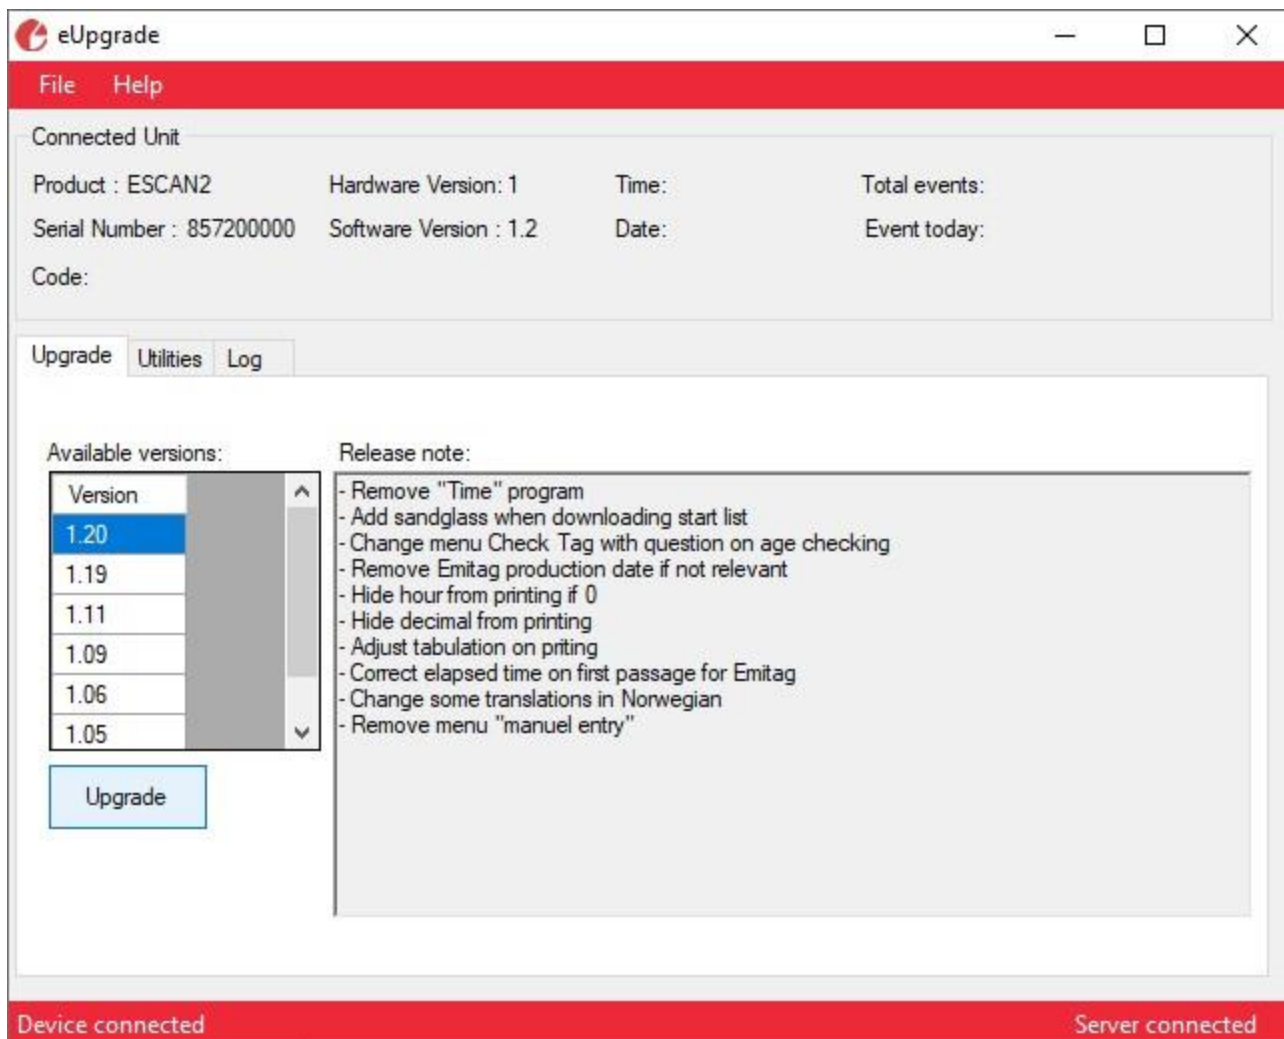 eUpgrade
File Help
Connected Unit
Product : ESCAN2 Hardware Version: 1 Time: Total events:
Serial Number : 857200000 Software Version : 1.2 Date: Event today:
Code:
Upgrade Utilities Log
Available versions: Release note:
Version
1.20
1.19
1.11
1.09
1.06
1.05
- Remove "Time" program
- Add sandglass when downloading start list
- Change menu Check Tag with question on age checking
- Remove Emitag production date if not relevant
- Hide hour from printing if 0
- Hide decimal from printing
- Adjust tabulation on priting
- Correct elapsed time on first passage for Emitag
- Change some translations in Norwegian
- Remove menu "manuel entry"
Upgrade
Device connected Server connected